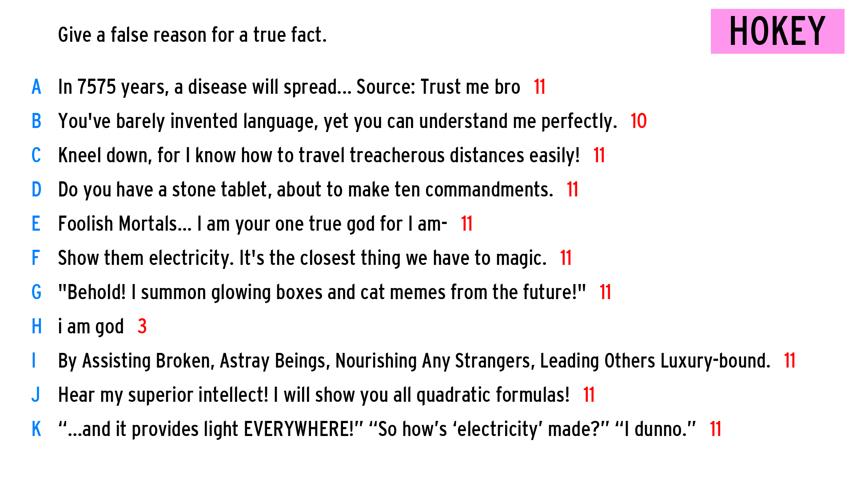 Give a false reason for a true fact.
HOKEY
A In 7575 years, a disease will spread... Source: Trust me bro 11
B You've barely invented language, yet you can understand me perfectly. 10
C Kneel down, for I know how to travel treacherous distances easily! 11
D Do you have a stone tablet, about to make ten commandments. 11
E Foolish Mortals... I am your one true god for I am- 11
F Show them electricity. It's the closest thing we have to magic. 11
G "Behold! I summon glowing boxes and cat memes from the future!" 11
H i am god 3
I By Assisting Broken, Astray Beings, Nourishing Any Strangers, Leading Others Luxury-bound. 11
J Hear my superior intellect! I will show you all quadratic formulas! 11
K “...and it provides light EVERYWHERE!” “So how’s ‘electricity’ made?” “I dunno.” 11